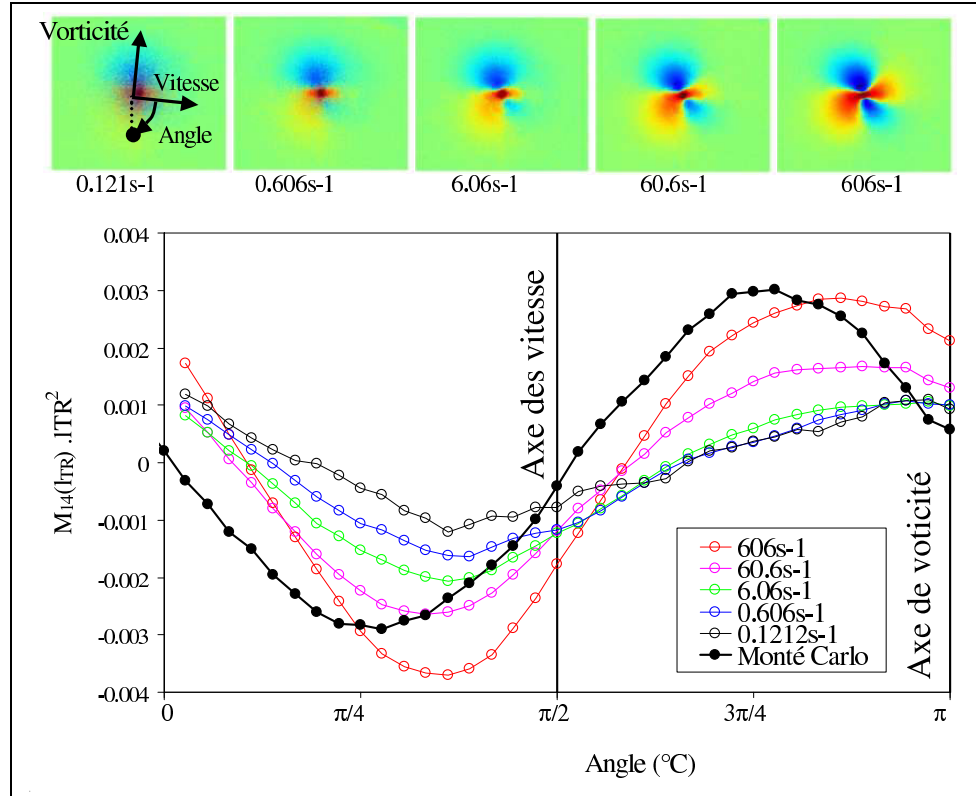 Vorticité
Vitesse
Angle
0.121s-1
0.606s-1
6.06s-1
60.6s-1
606s-1
0.004
0.003
0.002
0.001
0
-0.001
-0.002
-0.003
-0.004
M14(lTR) .lTR²
Axe des vitesse
Axe de voticité
606s-1
60.6s-1
6.06s-1
0.606s-1
0.1212s-1
Monté Carlo
0
π/4
π/2
3π/4
π
Angle (°C)